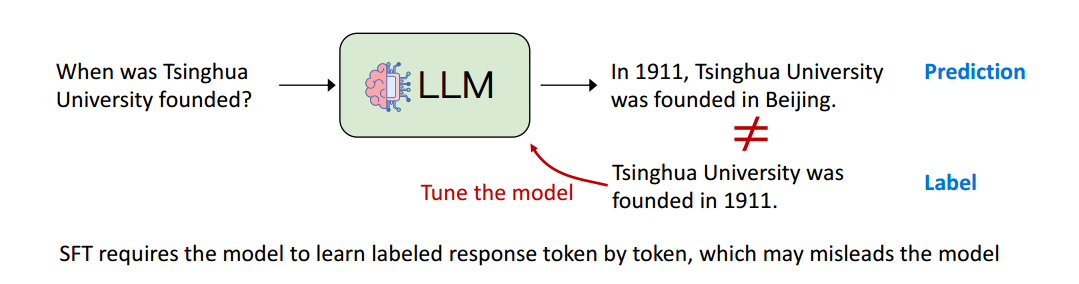 When was Tsinghua
University founded?
LLM
In 1911, Tsinghua University
was founded in Beijing.
Prediction
≠
Tsinghua University was
founded in 1911.
Label
Tune the model
SFT requires the model to learn labeled response token by token, which may misleads the model